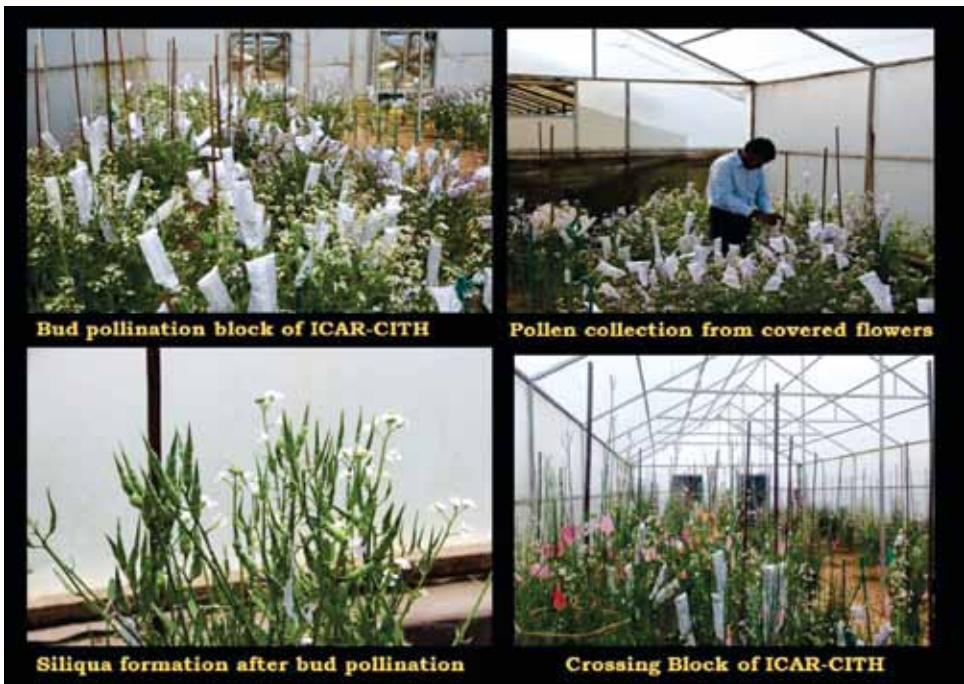 Bud pollination block of ICAR-CITH
Pollen collection from covered flowers
Siliqua formation after bud pollination
Crossing Block of ICAR-CITH